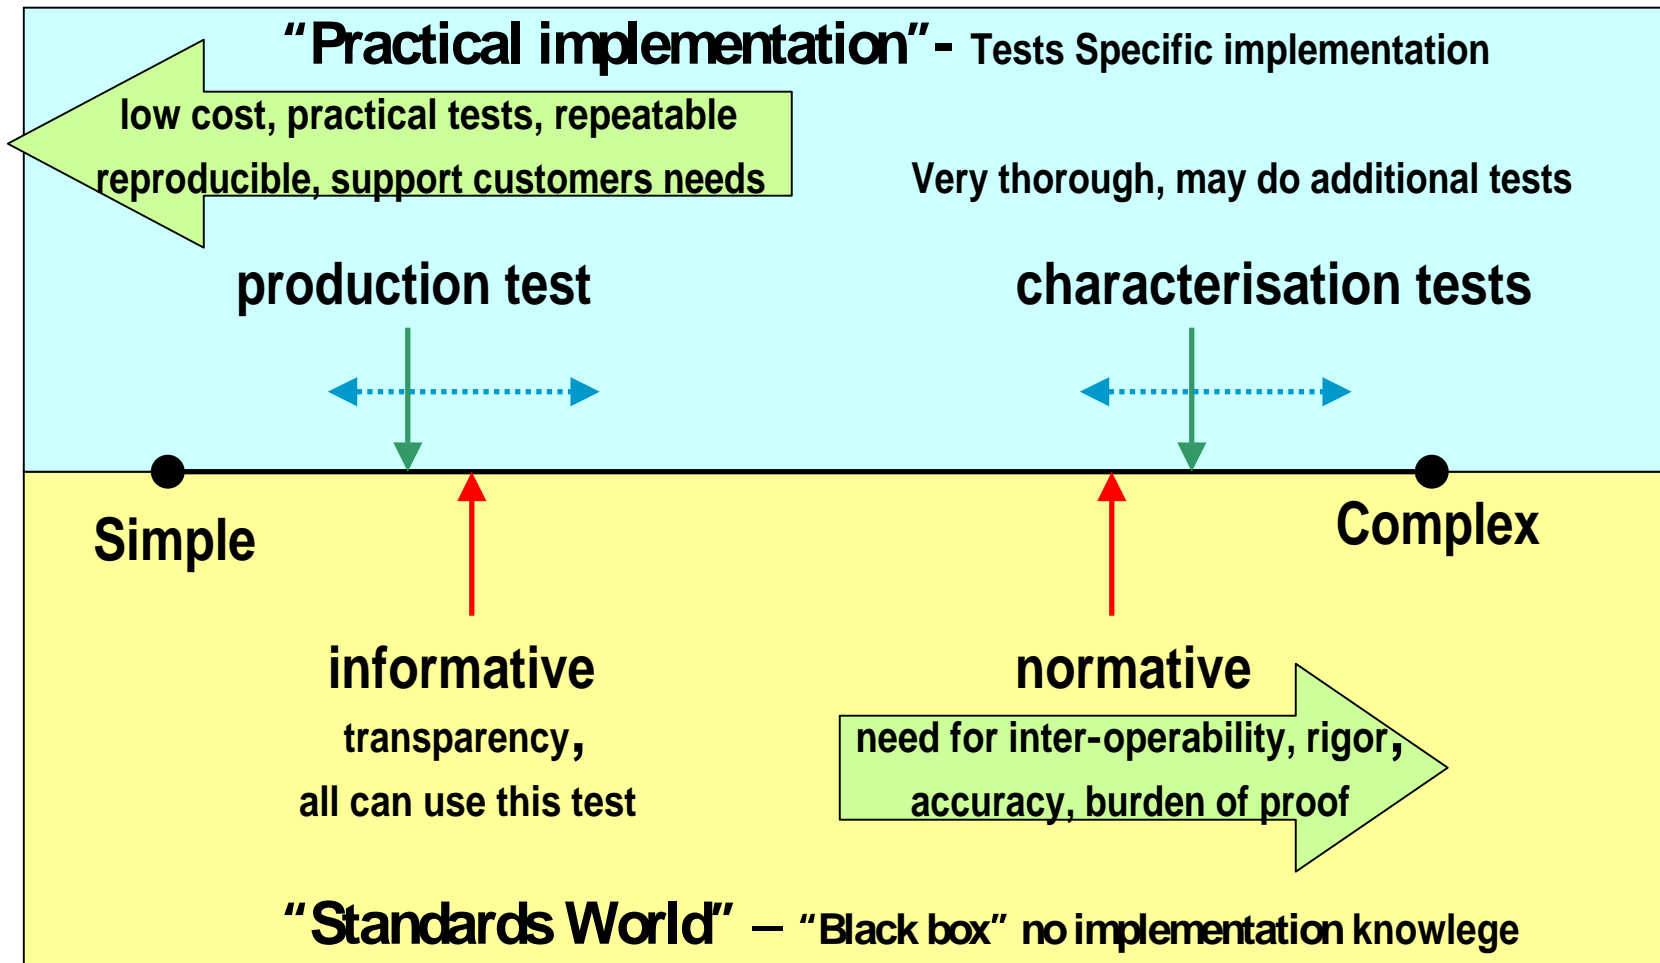 “Practical implementation”- Tests Specific implementation
low cost, practical tests, repeatable
reproducible, support customers needs
Very thorough, may do additional tests
production test
characterisation tests
Simple
Complex
informative
transparency,
all can use this test
normative
need for inter-operability, rigor,
accuracy, burden of proof
“Standards World” – “Black box” no implementation knowlege